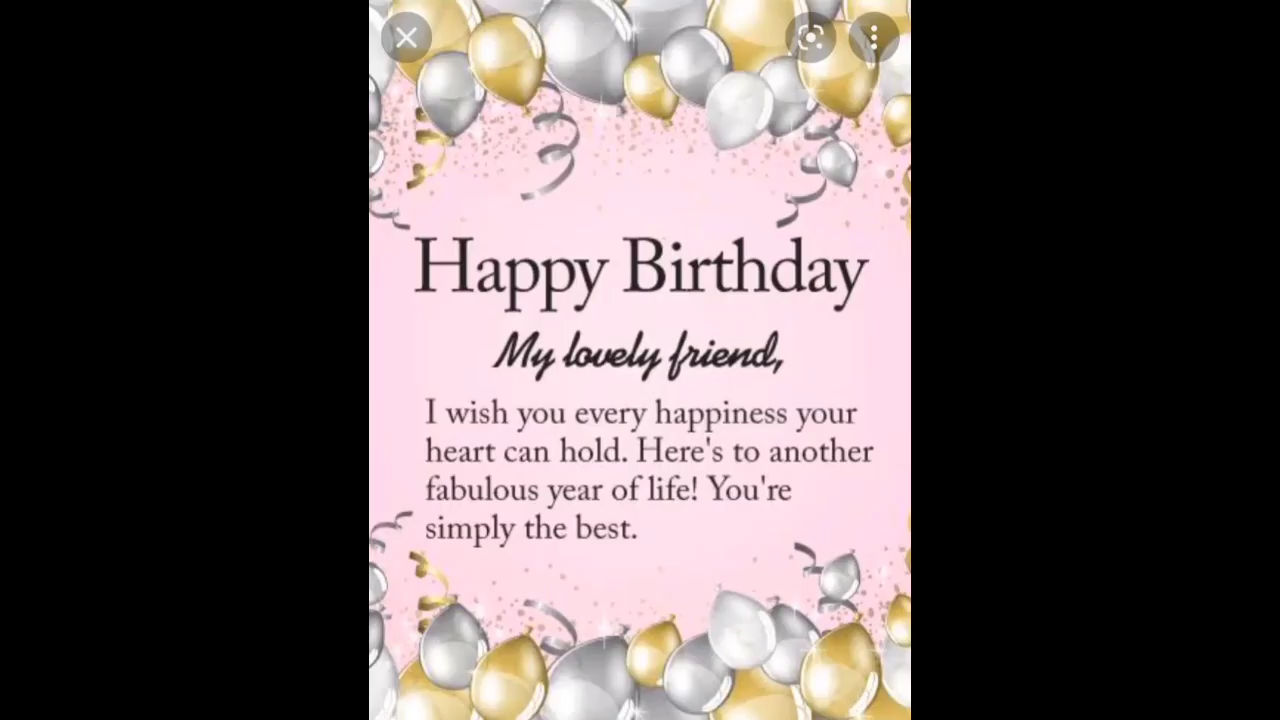 Happy Birthday
My lovely friend,
I wish you every happiness your
heart can hold. Here's to another
fabulous year of life! You're
simply the best.